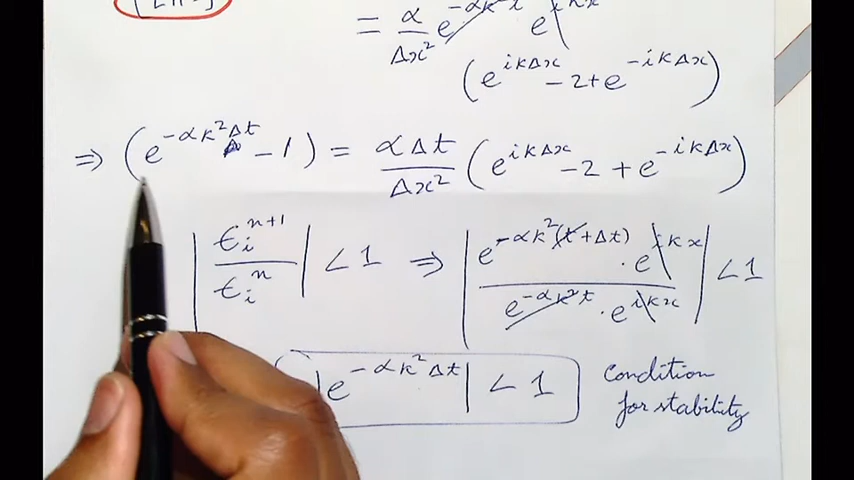 = α/Δx² e^{-αk²t} e^{ikx}
(e^{ikΔx} - 2 + e^{-ikΔx})
⇒ (e^{-αk²Δt} - 1) = αΔt/Δx² (e^{ikΔx} - 2 + e^{-ikΔx})
|ϵ_i^{n+1}/ϵ_i^n| < 1 ⇒ |e^{-αk²(t+Δt)} · e^{ikx} / e^{-αk²t} · e^{ikx}| < 1
|e^{-αk²Δt}| < 1 Condition
for stability